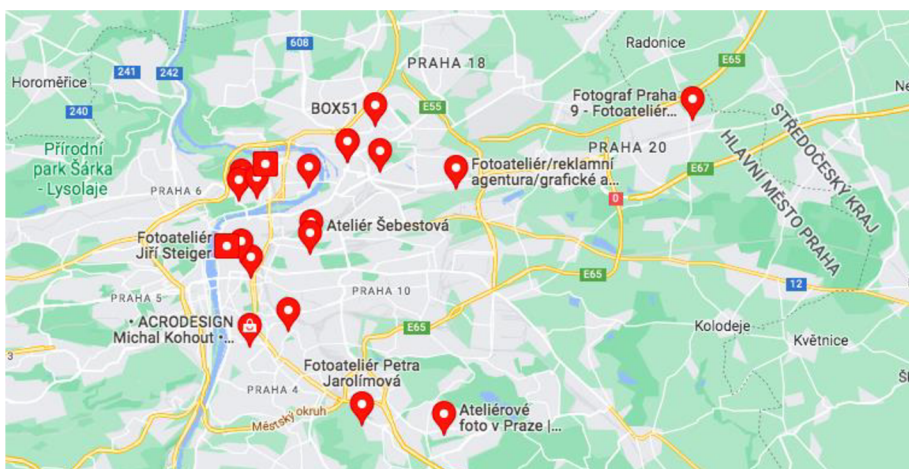 608
PRAHA 18
Radonice
E65
241
242
Horoměřice
240
BOX51
E55
Fotograf Praha
9 - Fotoateliér...
STŘEDOČESKÝ KRAJ
HLAVNÍ MĚSTO PRAHA
PRAHA 20
Přírodní
park Šárka
- Lysolaje
PRAHA 6
Fotoateliér/reklamní
agentura/grafické a...
E67
0
Fotoateliér
Jiří Steiger
Ateliér Šebestová
E65
12
PRAHA 5
PRAHA 10
• ACRODESIGN
Michal Kohout •...
E65
Koloděje
Květnice
3
Fotoateliér Petra
Jarolímová
PRAHA 4
Městský okruh
Ateliérové
foto v Praze |...